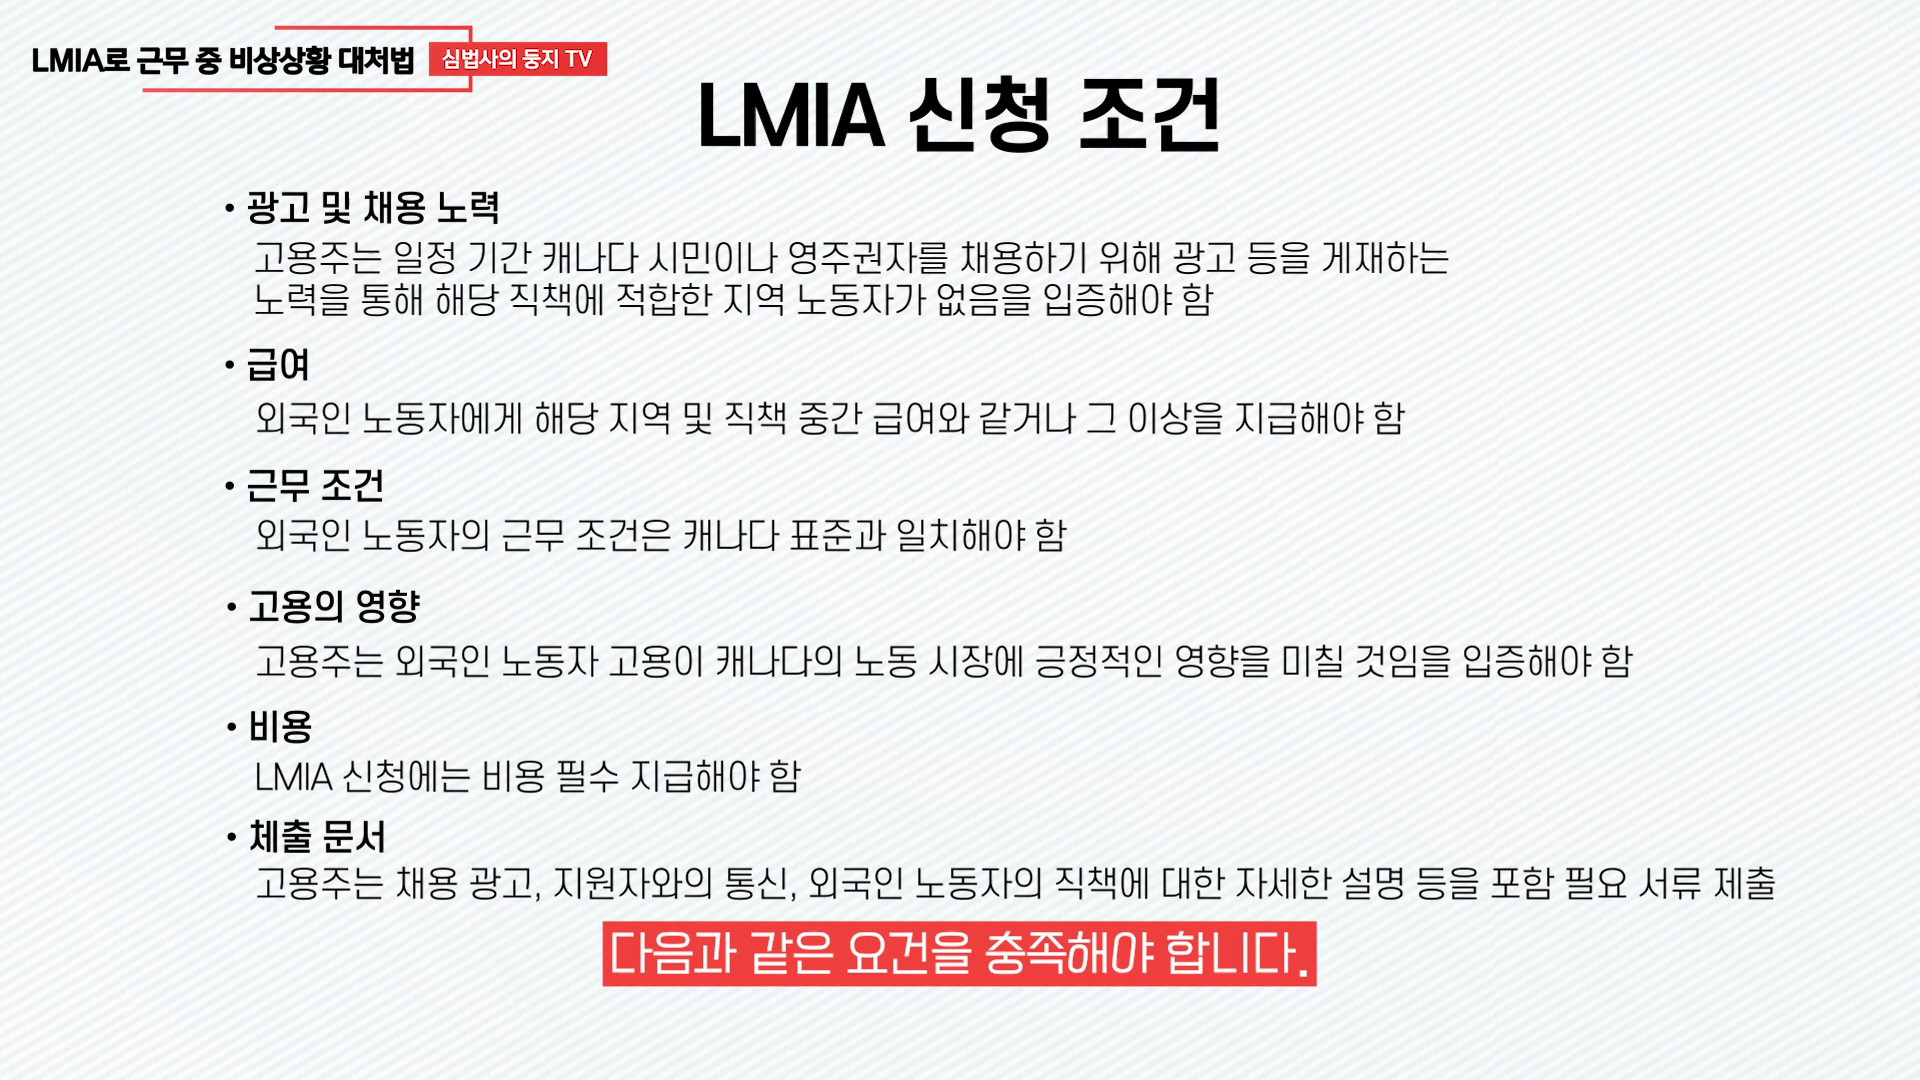 LMIA로 근무 중 비상상황 대처법 심법사의 둥지 TV
LMIA 신청 조건
• 광고 및 채용 노력
고용주는 일정 기간 캐나다 시민이나 영주권자를 채용하기 위해 광고 등을 게재하는
노력을 통해 해당 직책에 적합한 지역 노동자가 없음을 입증해야 함
• 급여
외국인 노동자에게 해당 지역 및 직책 중간 급여와 같거나 그 이상을 지급해야 함
• 근무 조건
외국인 노동자의 근무 조건은 캐나다 표준과 일치해야 함
• 고용의 영향
고용주는 외국인 노동자 고용이 캐나다의 노동 시장에 긍정적인 영향을 미칠 것임을 입증해야 함
• 비용
LMIA 신청에는 비용 필수 지급해야 함
• 체출 문서
고용주는 채용 광고, 지원자와의 통신, 외국인 노동자의 직책에 대한 자세한 설명 등을 포함 필요 서류 제출
다음과 같은 요건을 충족해야 합니다.